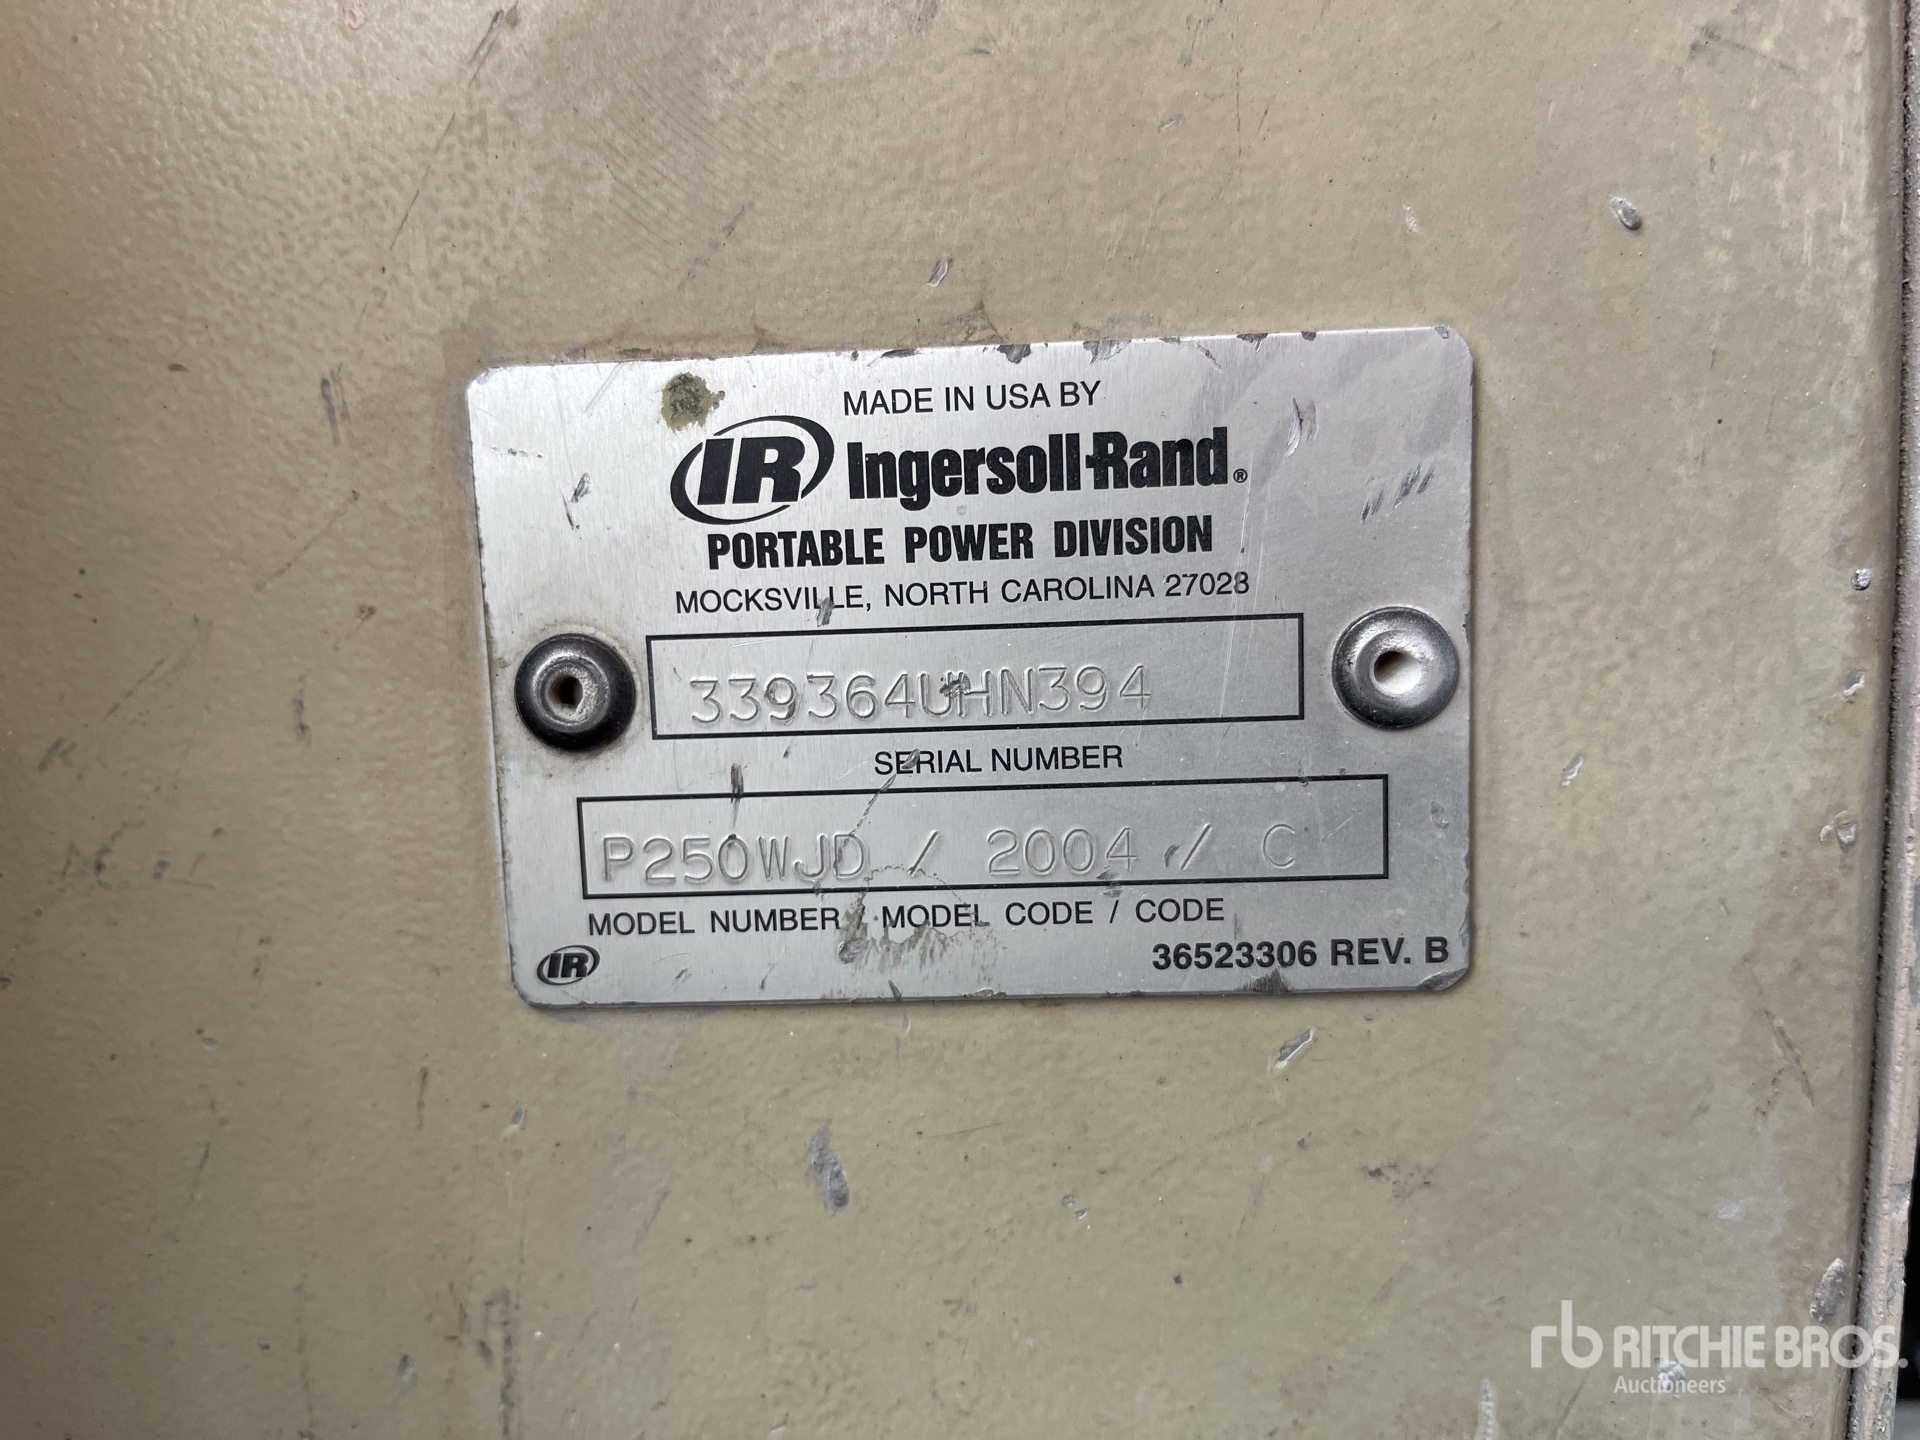 MADE IN USA BY
IR Ingersoll-Rand®
PORTABLE POWER DIVISION
MOCKSVILLE, NORTH CAROLINA 27028
339364UHN394
SERIAL NUMBER
P250WJD / 2004 / C
MODEL NUMBER / MODEL CODE / CODE
IR 36523306 REV. B
rb RITCHIE BROS.
Auctioneers